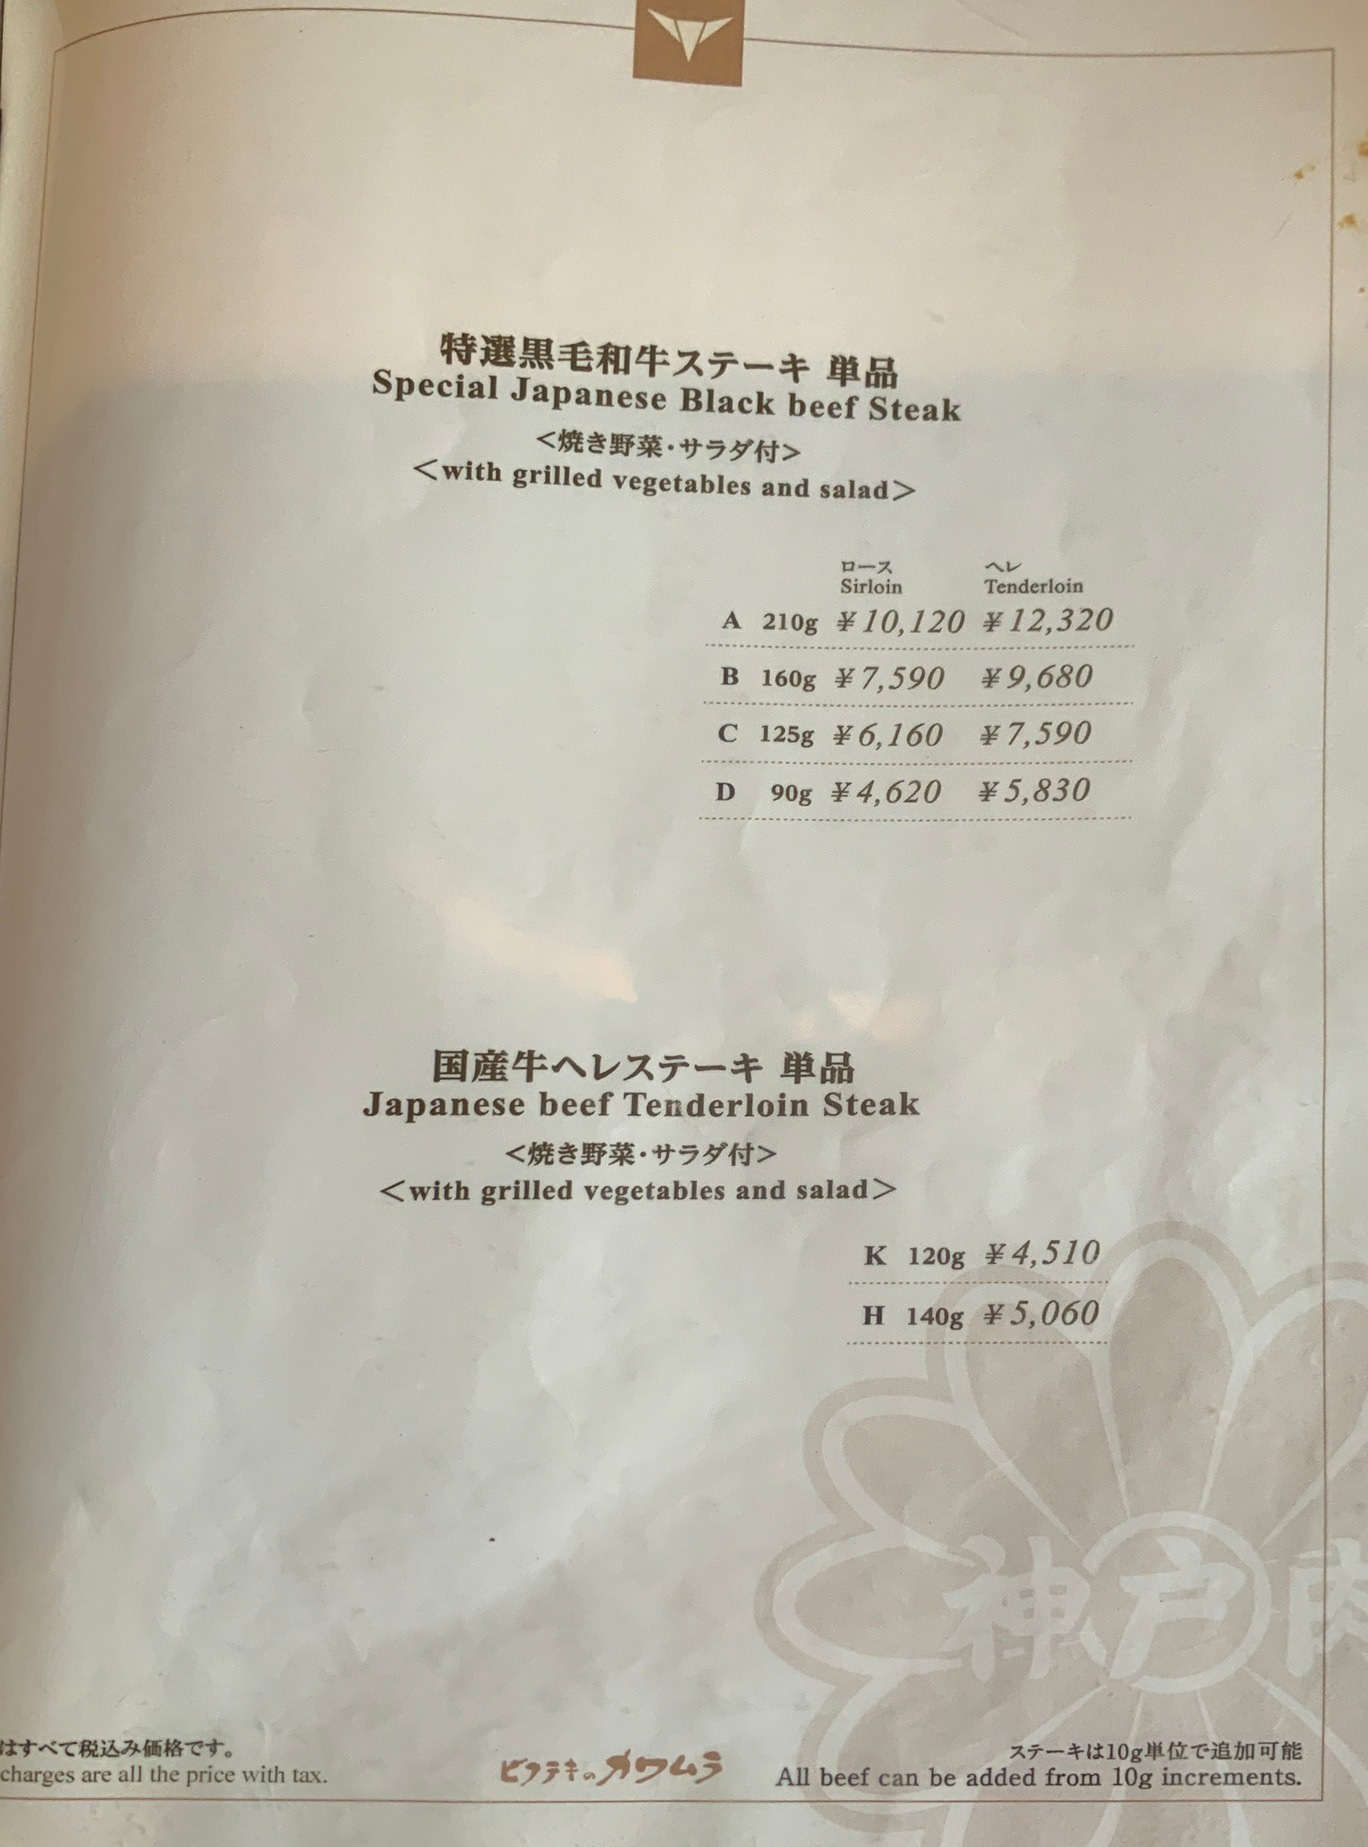 特選黒毛和牛ステーキ 単品
Special Japanese Black beef Steak
<焼き野菜・サラダ付>
<with grilled vegetables and salad>
ロース ヘレ
Sirloin Tenderloin
A 210g ¥10,120 ¥12,320
B 160g ¥7,590 ¥9,680
C 125g ¥6,160 ¥7,590
D 90g ¥4,620 ¥5,830
国産牛ヘレステーキ 単品
Japanese beef Tenderloin Steak
<焼き野菜・サラダ付>
<with grilled vegetables and salad>
K 120g ¥4,510
H 140g ¥5,060
神戸肉
はすべて税込み価格です。
charges are all the price with tax.
ビフテキのカワムラ
ステーキは10g単位で追加可能
All beef can be added from 10g increments.